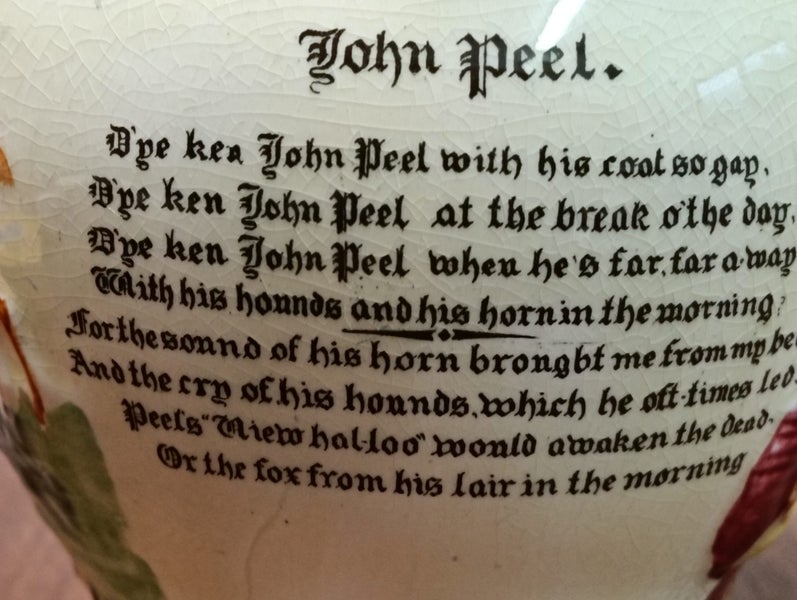 John Peel.
D'ye ken John Peel with his coat so gay,
D'ye ken John Peel at the break o'the day,
D'ye ken John Peel when he's far, far a-way
With his hounds and his horn in the morning?
For the sound of his horn brought me from my be
And the cry of his hounds, which he oft-times led.
Peel's "View hal-loo" would awaken the dead,
Or the fox from his lair in the morning